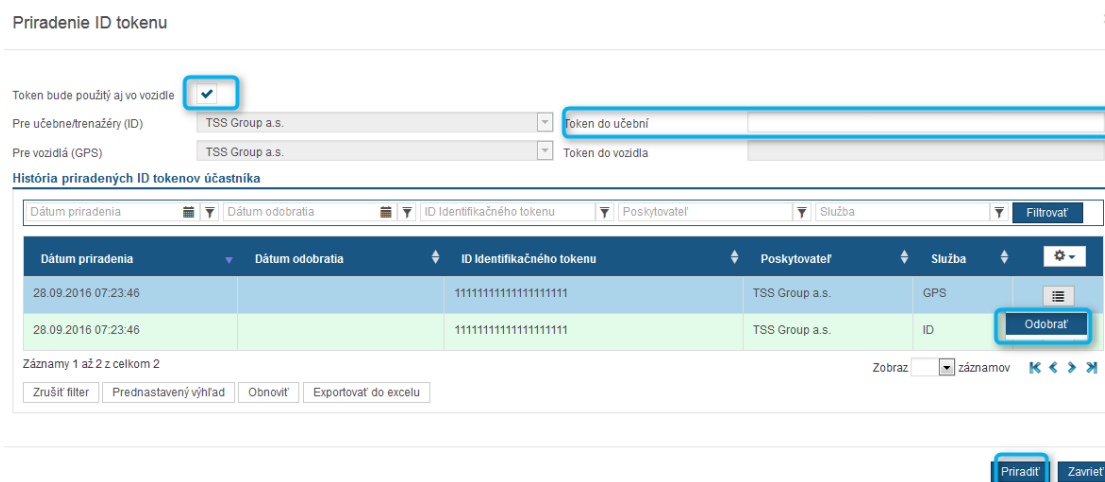 Priradenie ID tokenu
Token bude použitý aj vo vozidle
Pre učebne/trenažéry (ID) TSS Group a.s. Token do učební
Pre vozidlá (GPS) TSS Group a.s. Token do vozidla
História priradených ID tokenov účastníka
Dátum priradenia Dátum odobratia ID Identifikačného tokenu Poskytovateľ Služba Filtrovať
Dátum priradenia Dátum odobratia ID Identifikačného tokenu Poskytovateľ Služba
28.09.2016 07:23:46 11111111111111111111 TSS Group a.s. GPS
28.09.2016 07:23:46 11111111111111111111 TSS Group a.s. ID Odobrať
Záznamy 1 až 2 z celkom 2 Zobraz záznamov
Zrušiť filter Prednastavený výhľad Obnoviť Exportovať do excelu
Priradiť Zavrieť